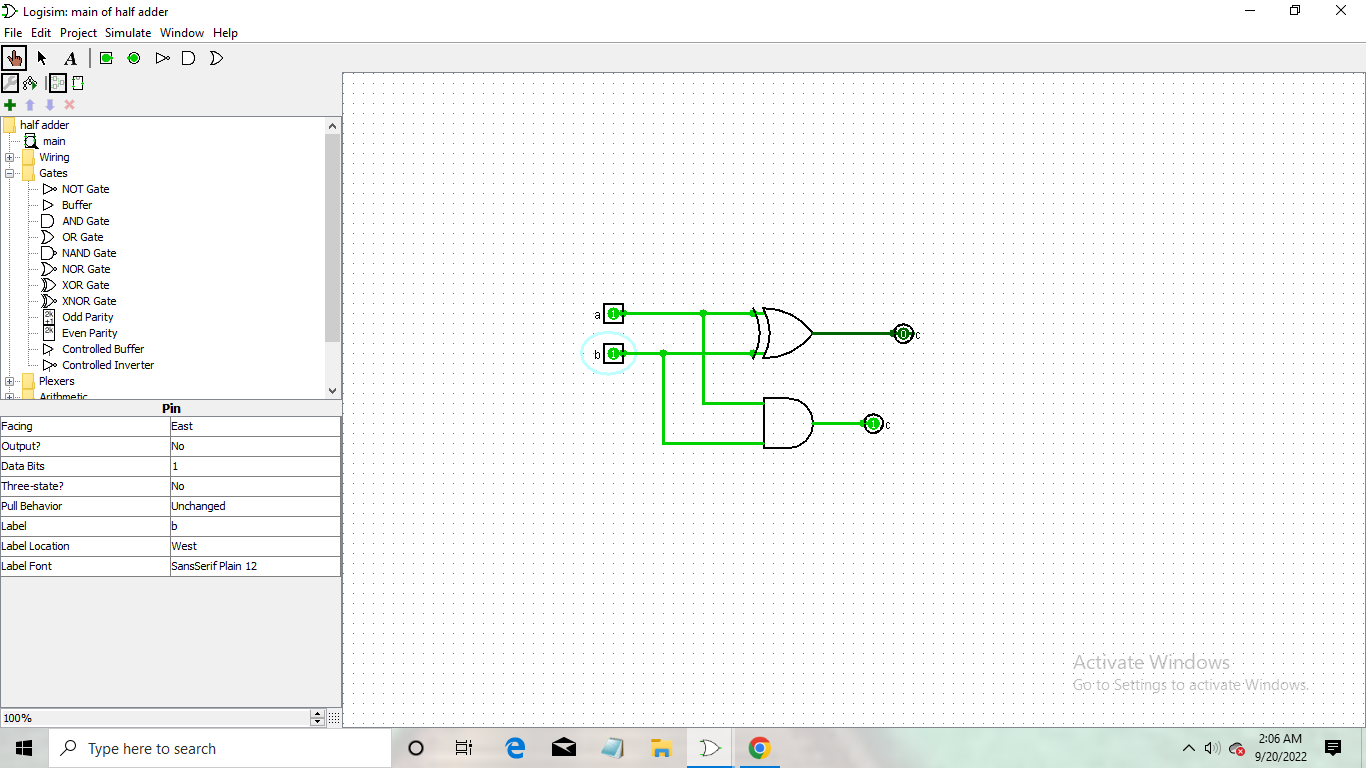 Logisim: main of half adder
File Edit Project Simulate Window Help
A
half adder
main
Wiring
Gates
NOT Gate
Buffer
AND Gate
OR Gate
NAND Gate
NOR Gate
XOR Gate
XNOR Gate
Odd Parity
Even Parity
Controlled Buffer
Controlled Inverter
Plexers
Arithmetic
Pin
Facing East
Output? No
Data Bits 1
Three-state? No
Pull Behavior Unchanged
Label b
Label Location West
Label Font SansSerif Plain 12
100%
a 1
b 1
0 c
1 c
Activate Windows
Go to Settings to activate Windows.
Type here to search
2:06 AM
9/20/2022